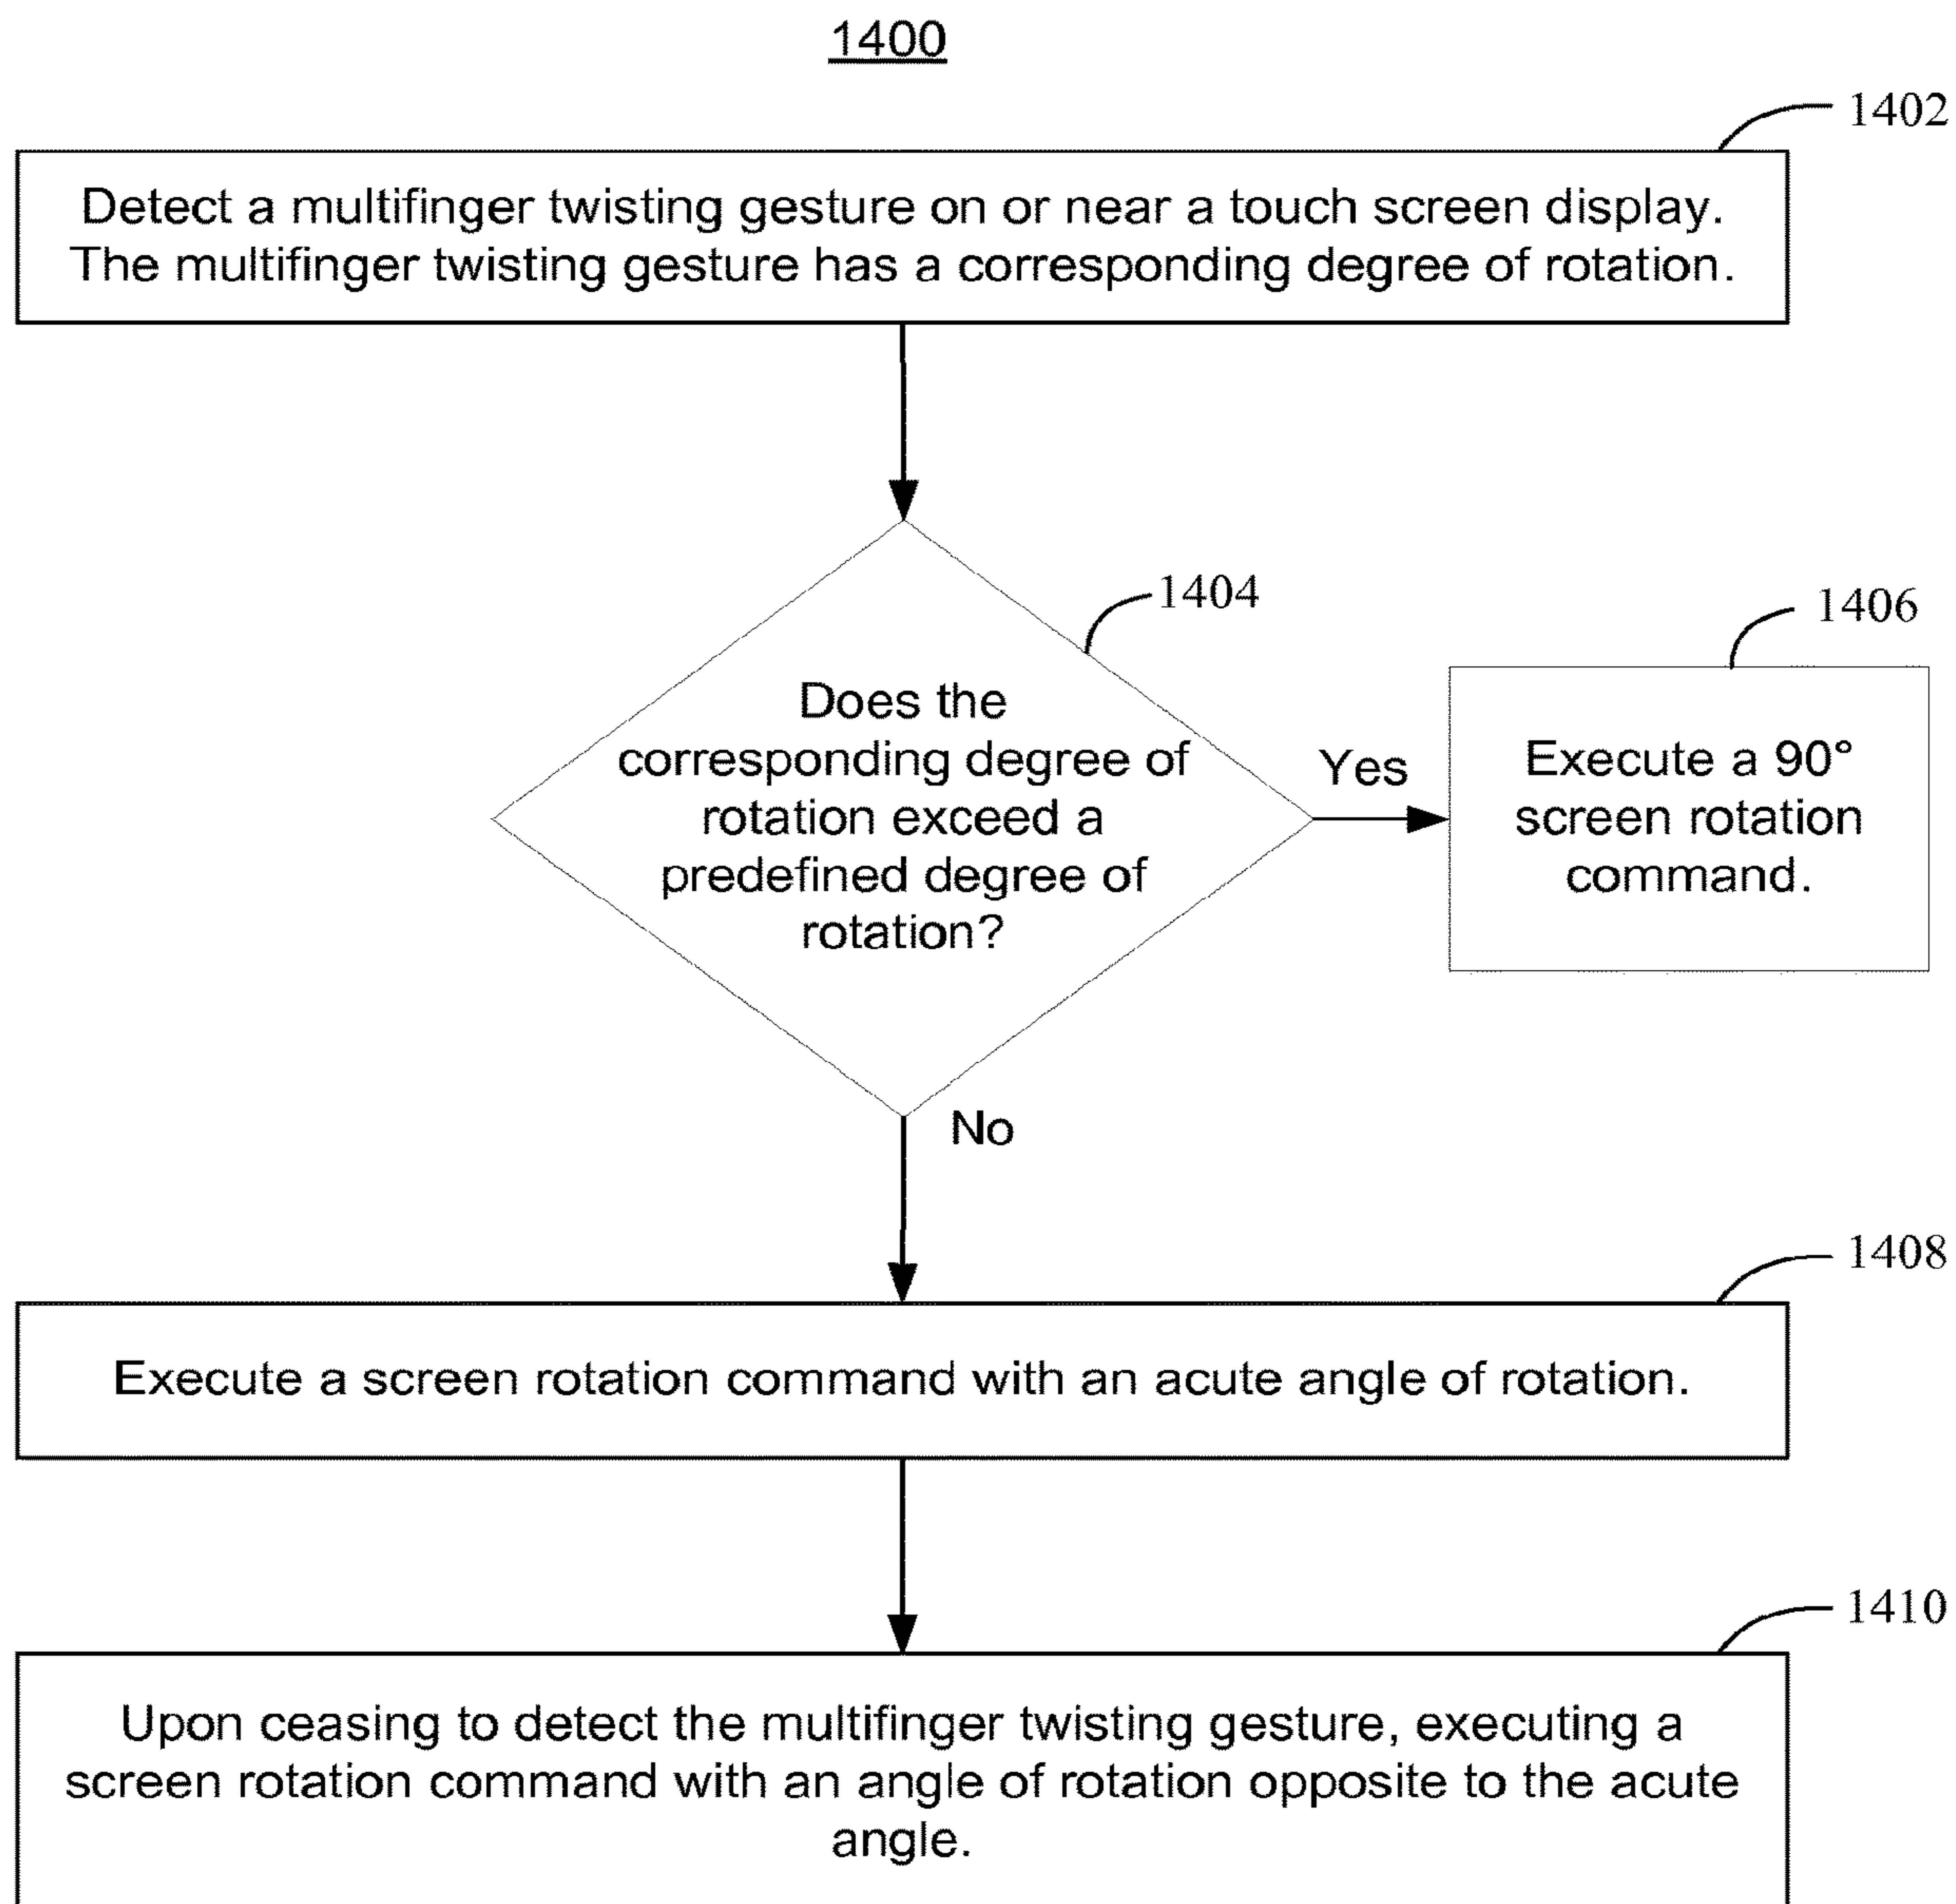 1400
1402
Detect a multifinger twisting gesture on or near a touch screen display.
The multifinger twisting gesture has a corresponding degree of rotation.
1404
Does the
corresponding degree of
rotation exceed a
predefined degree of
rotation?
Yes
1406
Execute a 90°
screen rotation
command.
No
1408
Execute a screen rotation command with an acute angle of rotation.
1410
Upon ceasing to detect the multifinger twisting gesture, executing a
screen rotation command with an angle of rotation opposite to the acute
angle.